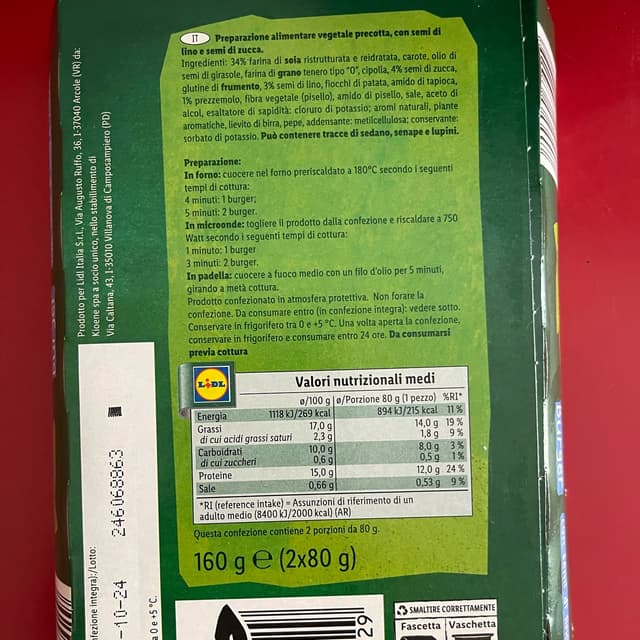 IT Preparazione alimentare vegetale precotta, con semi di
lino e semi di zucca.
Ingredienti: 34% farina di soia ristrutturata e reidratata, carote, olio di
semi di girasole, farina di grano tenero tipo "0", cipolla, 4% semi di zucca,
glutine di frumento, 3% semi di lino, fiocchi di patata, amido di tapioca,
1% prezzemolo, fibra vegetale (pisello), amido di pisello, sale, aceto di
alcol, esaltatore di sapidità: cloruro di potassio; aromi naturali, piante
aromatiche, lievito di birra, pepe, addensante: metilcellulosa; conservante:
sorbato di potassio. Può contenere tracce di sedano, senape e lupini.
Preparazione:
In forno: cuocere nel forno preriscaldato a 180°C secondo i seguenti
tempi di cottura:
4 minuti: 1 burger;
5 minuti: 2 burger.
In microonde: togliere il prodotto dalla confezione e riscaldare a 750
Watt secondo i seguenti tempi di cottura:
1 minuto: 1 burger
3 minuti: 2 burger.
In padella: cuocere a fuoco medio con un filo d'olio per 5 minuti,
girando a metà cottura.
Prodotto confezionato in atmosfera protettiva. Non forare la
confezione. Da consumare entro (in confezione integra): vedere sotto.
Conservare in frigorifero tra 0 e +5 °C. Una volta aperta la confezione,
conservare in frigorifero e consumare entro 24 ore. Da consumarsi
previa cottura
LIDL
Valori nutrizionali medi
ø/100 g ø/Porzione 80 g (1 pezzo) %RI*
Energia 1118 kJ/269 kcal 894 kJ/215 kcal 11 %
Grassi 17,0 g 14,0 g 19 %
di cui acidi grassi saturi 2,3 g 1,8 g 9 %
Carboidrati 10,0 g 8,0 g 3 %
di cui zuccheri 0,6 g 0,5 g 1 %
Proteine 15,0 g 12,0 g 24 %
Sale 0,66 g 0,53 g 9 %
*RI (reference intake) = Assunzioni di riferimento di un
adulto medio (8400 kJ/2000 kcal) (AR)
Questa confezione contiene 2 porzioni da 80 g.
160 g e (2x80 g)
29
SMALTIRE CORRETTAMENTE
Fascetta Vaschetta
Prodotto per Lidl Italia S.r.l., Via Augusto Ruffo, 36, I-37040 Arcole (VR) da:
Kioene spa a socio unico, nello stabilimento di
Via Caltana, 43, I-35010 Villanova di Camposampiero (PD)
fezione integra):/Lotto:
-10-24 246068863
a 0 e +5 °C.